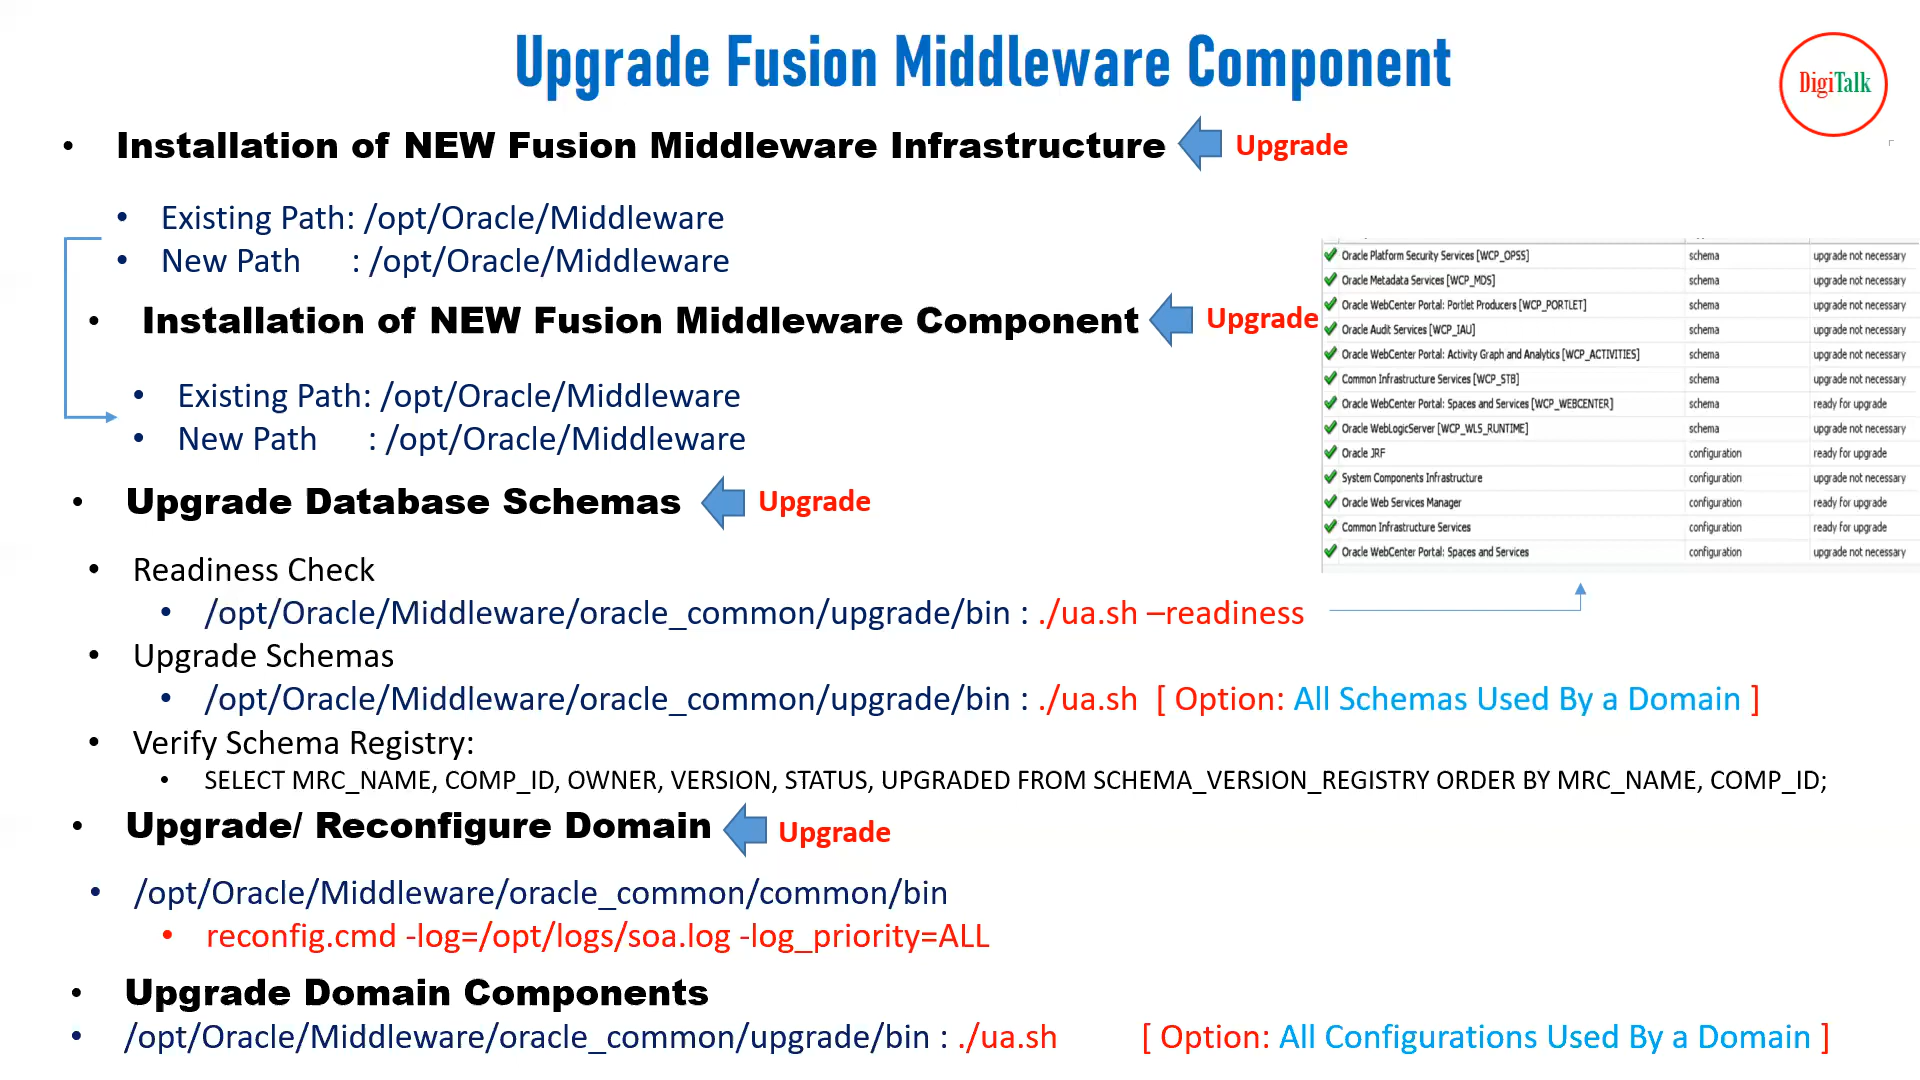 Upgrade Fusion Middleware Component
DigiTalk
• Installation of NEW Fusion Middleware Infrastructure Upgrade
• Existing Path: /opt/Oracle/Middleware
• New Path : /opt/Oracle/Middleware
• Installation of NEW Fusion Middleware Component Upgrade
• Existing Path: /opt/Oracle/Middleware
• New Path : /opt/Oracle/Middleware
Oracle Platform Security Services [WCP_OPSS] schema upgrade not necessary
Oracle Metadata Services [WCP_MDS] schema upgrade not necessary
Oracle WebCenter Portal: Portlet Producers [WCP_PORTLET] schema upgrade not necessary
Oracle Audit Services [WCP_IAU] schema upgrade not necessary
Oracle WebCenter Portal: Activity Graph and Analytics [WCP_ACTIVITIES] schema upgrade not necessary
Common Infrastructure Services [WCP_STB] schema upgrade not necessary
Oracle WebCenter Portal: Spaces and Services [WCP_WEBCENTER] schema ready for upgrade
Oracle WebLogicServer [WCP_WLS_RUNTIME] schema upgrade not necessary
Oracle JRF configuration ready for upgrade
System Components Infrastructure configuration upgrade not necessary
Oracle Web Services Manager configuration ready for upgrade
Common Infrastructure Services configuration ready for upgrade
Oracle WebCenter Portal: Spaces and Services configuration upgrade not necessary
• Upgrade Database Schemas Upgrade
• Readiness Check
• /opt/Oracle/Middleware/oracle_common/upgrade/bin : ./ua.sh –readiness
• Upgrade Schemas
• /opt/Oracle/Middleware/oracle_common/upgrade/bin : ./ua.sh [ Option: All Schemas Used By a Domain ]
• Verify Schema Registry:
• SELECT MRC_NAME, COMP_ID, OWNER, VERSION, STATUS, UPGRADED FROM SCHEMA_VERSION_REGISTRY ORDER BY MRC_NAME, COMP_ID;
• Upgrade/ Reconfigure Domain Upgrade
• /opt/Oracle/Middleware/oracle_common/common/bin
• reconfig.cmd -log=/opt/logs/soa.log -log_priority=ALL
• Upgrade Domain Components
• /opt/Oracle/Middleware/oracle_common/upgrade/bin : ./ua.sh [ Option: All Configurations Used By a Domain ]